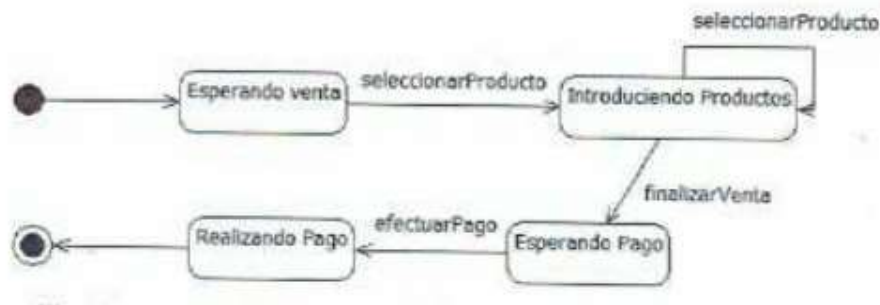 seleccionarProducto
Esperando venta
seleccionarProducto
Introduciendo Productos
finalizarVenta
Realizando Pago
efectuarPago
Esperando Pago